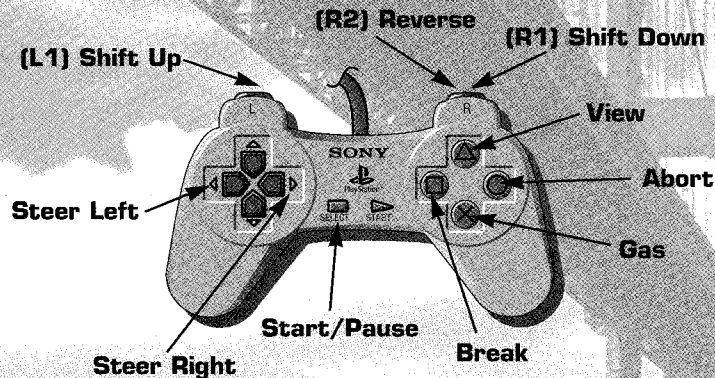 (R2) Reverse
(R1) Shift Down
(L1) Shift Up
L
R
View
SONY
PlayStation
Abort
Steer Left
SELECT
START
Gas
Start/Pause
Break
Steer Right